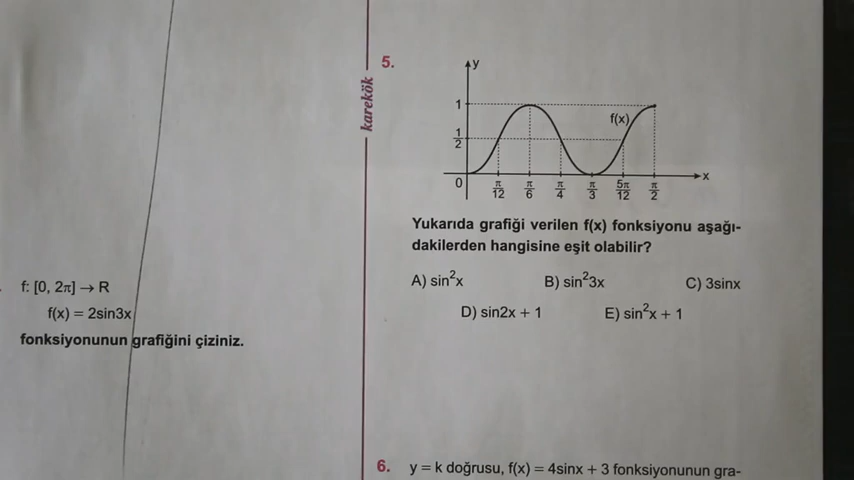 f: [0, 2π] → R
f(x) = 2sin3x
fonksiyonunun grafiğini çiziniz.
karekök
5.
y
1
f(x)
1/2
0
π/12
π/6
π/4
π/3
5π/12
π/2
x
Yukarıda grafiği verilen f(x) fonksiyonu aşağı-
dakilerden hangisine eşit olabilir?
A) sin²x B) sin²3x C) 3sinx
D) sin2x + 1 E) sin²x + 1
6. y = k doğrusu, f(x) = 4sinx + 3 fonksiyonunun gra-